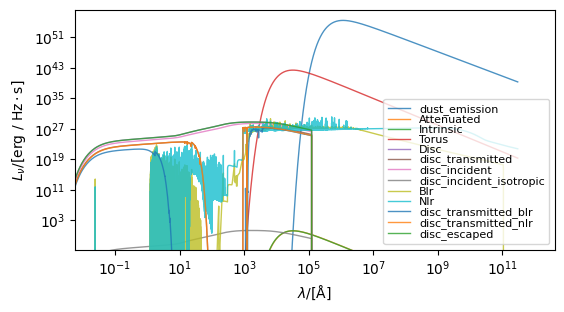 10^51
10^43
10^35
10^27
10^19
10^11
10^3
L_ν/[erg / Hz · s]
10^-1
10^1
10^3
10^5
10^7
10^9
10^11
λ/[Å]
dust_emission
Attenuated
Intrinsic
Torus
Disc
disc_transmitted
disc_incident
disc_incident_isotropic
Blr
Nlr
disc_transmitted_blr
disc_transmitted_nlr
disc_escaped